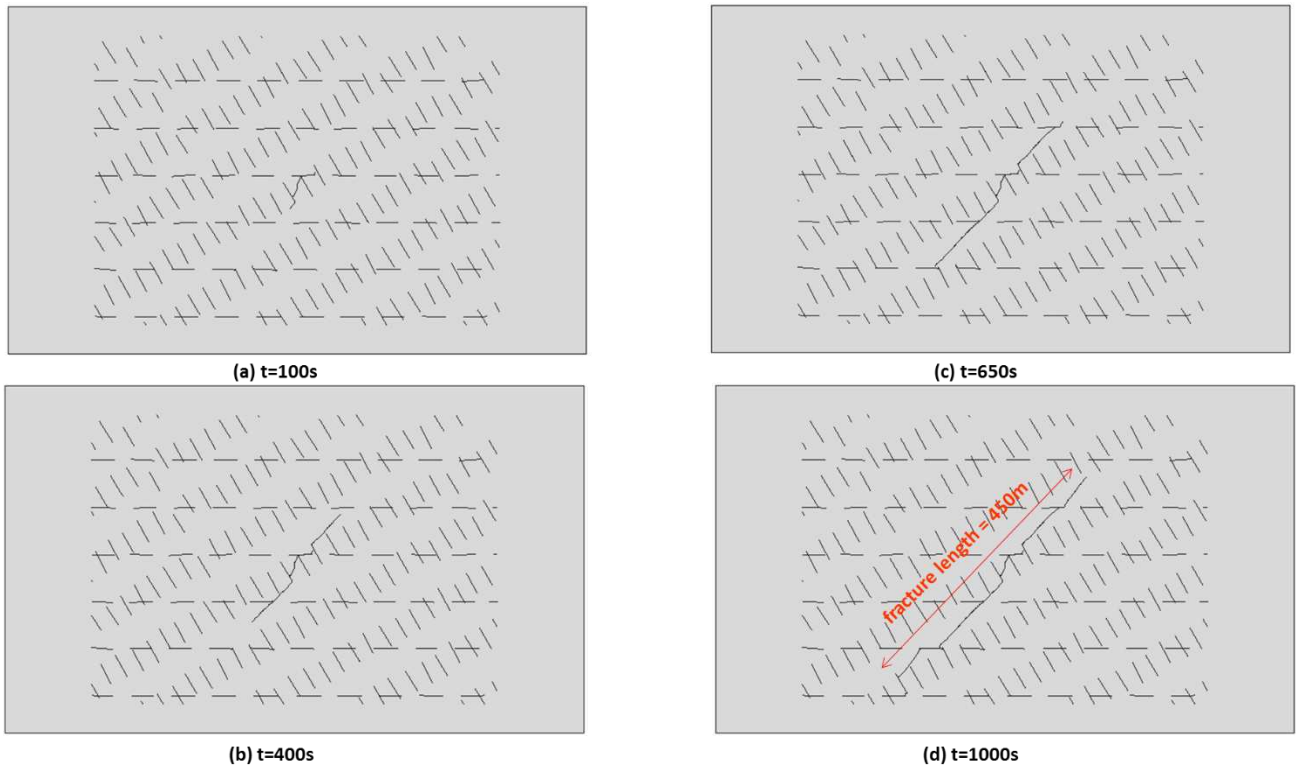 (a) t=100s
(c) t=650s
fracture length = 450m
(b) t=400s
(d) t=1000s